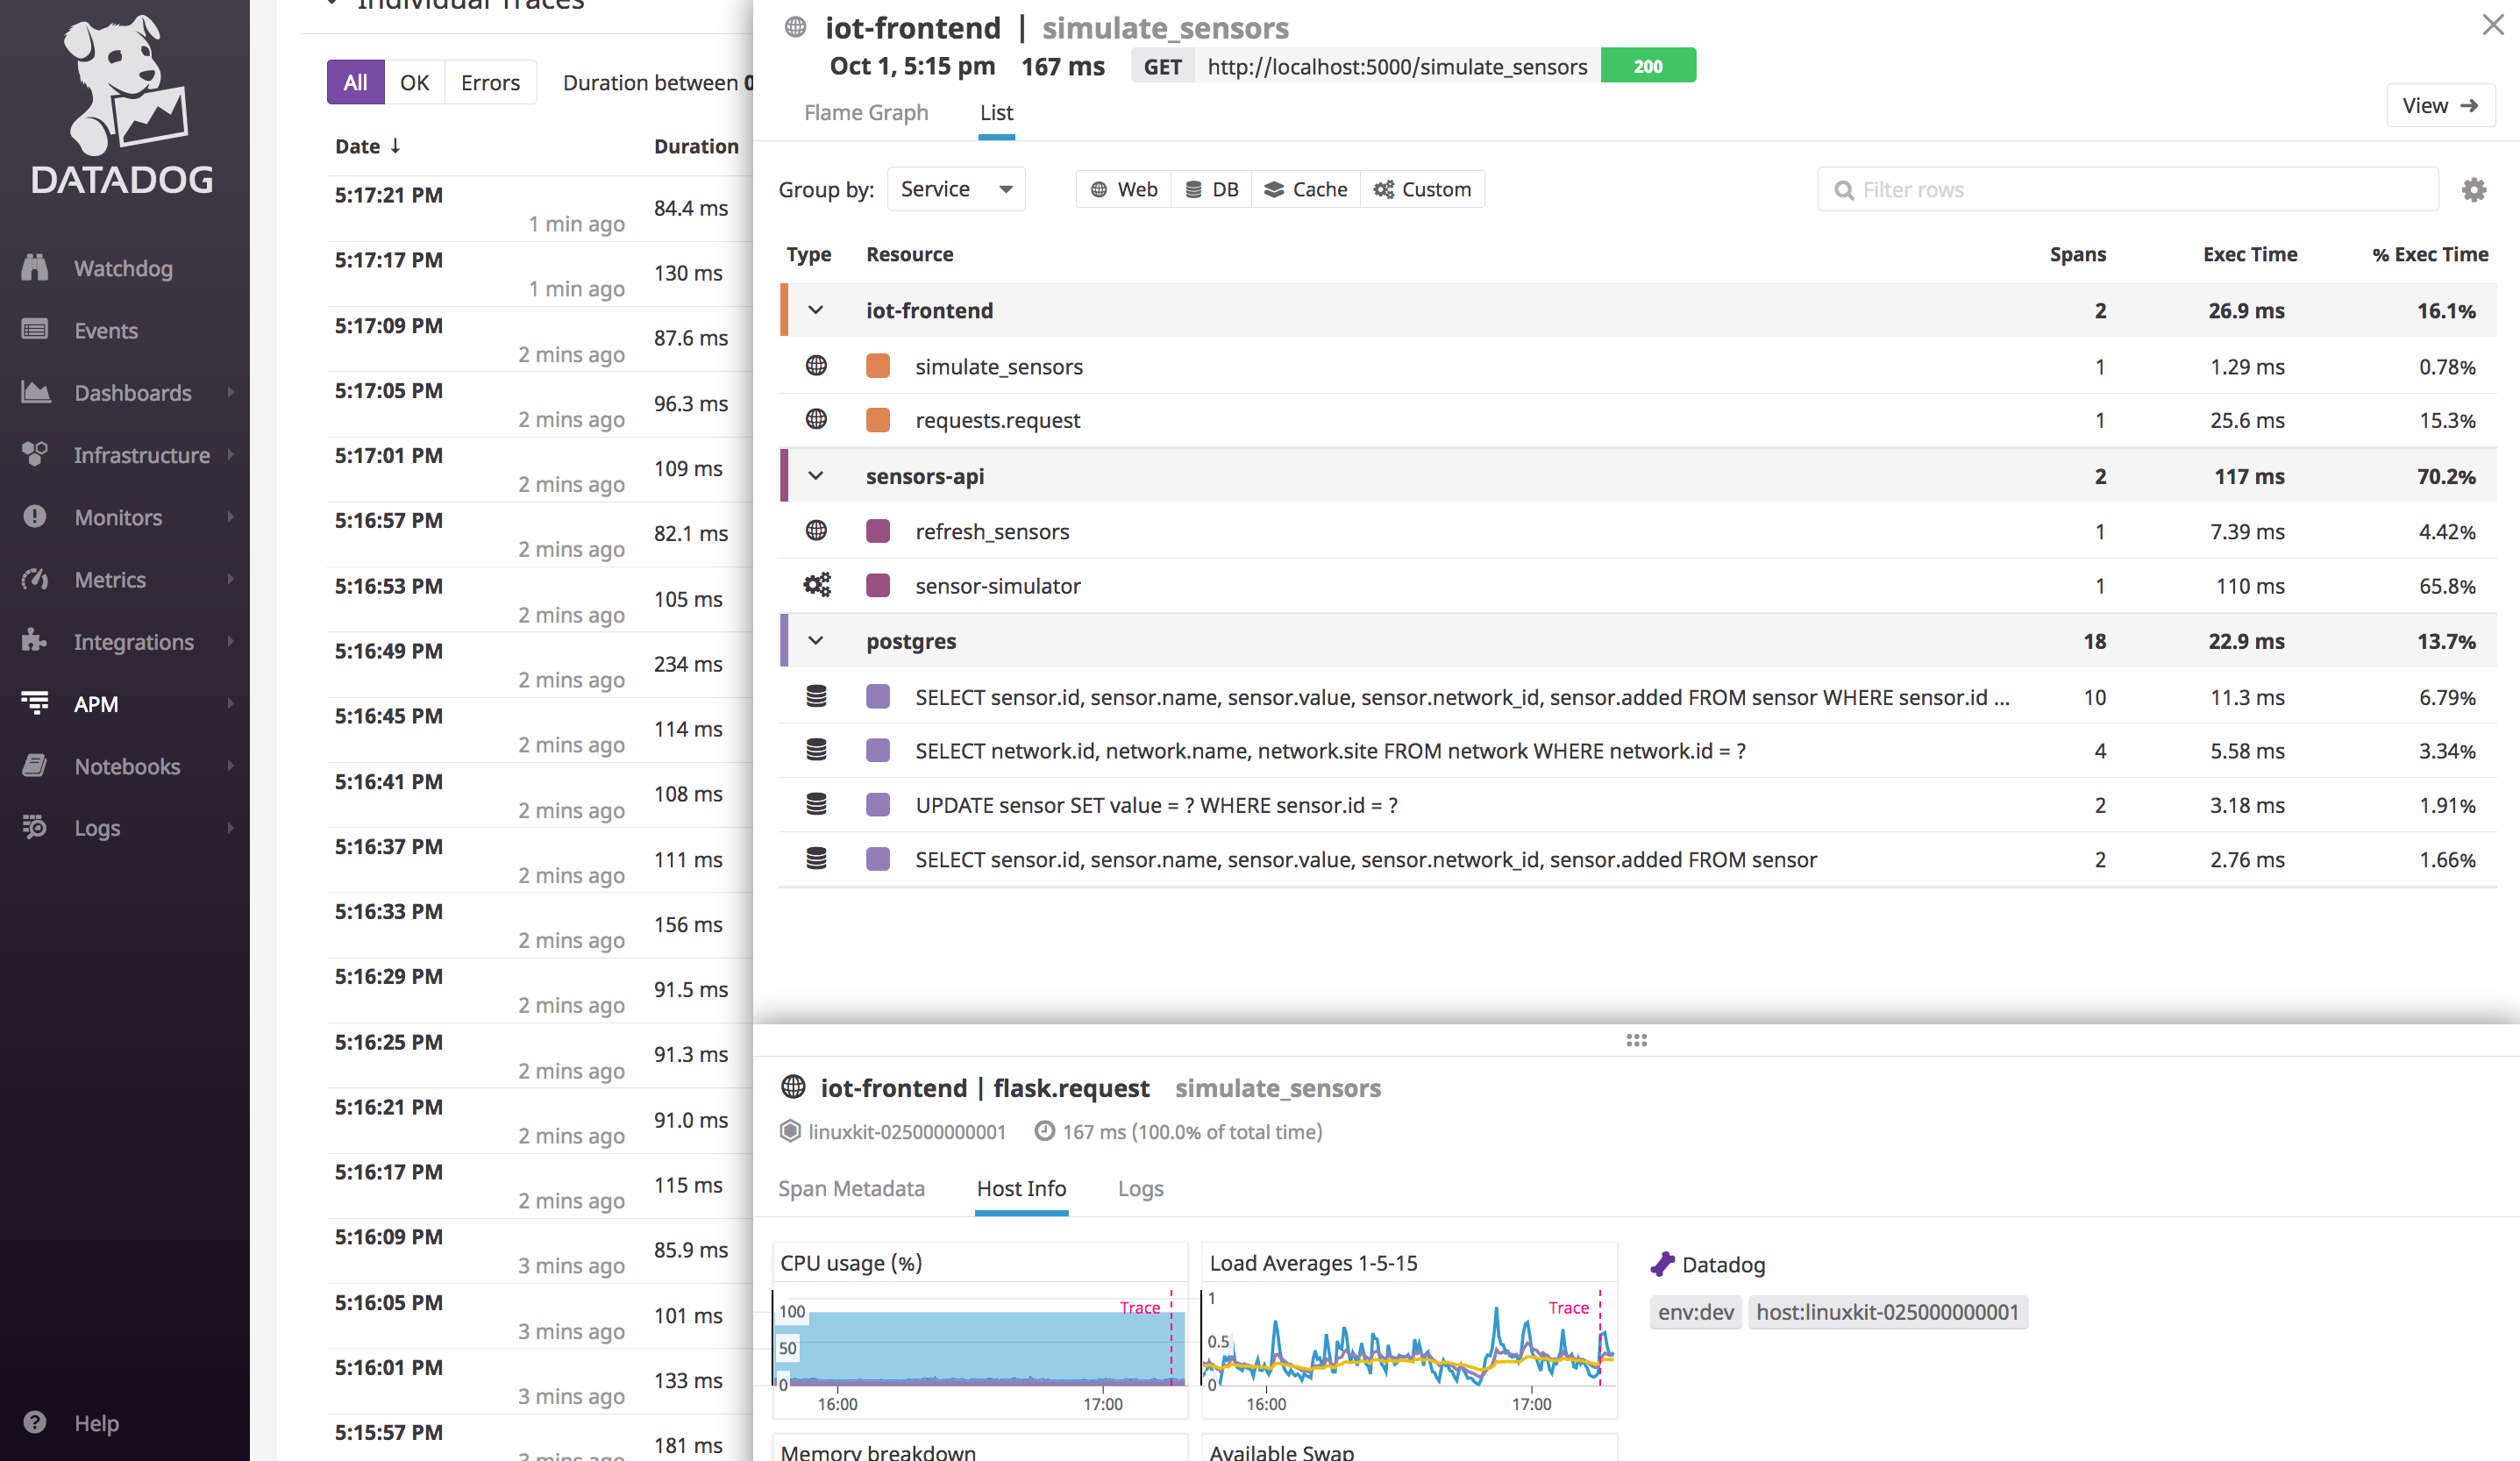 DATADOG
Watchdog
Events
Dashboards
Infrastructure
Monitors
Metrics
Integrations
APM
Notebooks
Logs
Help
Individual Traces
All OK Errors Duration between 0
Date ↓ Duration
5:17:21 PM
1 min ago
84.4 ms
5:17:17 PM
1 min ago
130 ms
5:17:09 PM
2 mins ago
87.6 ms
5:17:05 PM
2 mins ago
96.3 ms
5:17:01 PM
2 mins ago
109 ms
5:16:57 PM
2 mins ago
82.1 ms
5:16:53 PM
2 mins ago
105 ms
5:16:49 PM
2 mins ago
234 ms
5:16:45 PM
2 mins ago
114 ms
5:16:41 PM
2 mins ago
108 ms
5:16:37 PM
2 mins ago
111 ms
5:16:33 PM
2 mins ago
156 ms
5:16:29 PM
2 mins ago
91.5 ms
5:16:25 PM
2 mins ago
91.3 ms
5:16:21 PM
2 mins ago
91.0 ms
5:16:17 PM
2 mins ago
115 ms
5:16:09 PM
3 mins ago
85.9 ms
5:16:05 PM
3 mins ago
101 ms
5:16:01 PM
3 mins ago
133 ms
5:15:57 PM
3 mins ago
181 ms
iot-frontend | simulate_sensors
Oct 1, 5:15 pm 167 ms GET http://localhost:5000/simulate_sensors 200
Flame Graph List
View →
Group by: Service Web DB Cache Custom Filter rows
Type Resource Spans Exec Time % Exec Time
iot-frontend 2 26.9 ms 16.1%
simulate_sensors 1 1.29 ms 0.78%
requests.request 1 25.6 ms 15.3%
sensors-api 2 117 ms 70.2%
refresh_sensors 1 7.39 ms 4.42%
sensor-simulator 1 110 ms 65.8%
postgres 18 22.9 ms 13.7%
SELECT sensor.id, sensor.name, sensor.value, sensor.network_id, sensor.added FROM sensor WHERE sensor.id ... 10 11.3 ms 6.79%
SELECT network.id, network.name, network.site FROM network WHERE network.id = ? 4 5.58 ms 3.34%
UPDATE sensor SET value = ? WHERE sensor.id = ? 2 3.18 ms 1.91%
SELECT sensor.id, sensor.name, sensor.value, sensor.network_id, sensor.added FROM sensor 2 2.76 ms 1.66%
iot-frontend | flask.request simulate_sensors
linuxkit-025000000001 167 ms (100.0% of total time)
Span Metadata Host Info Logs
CPU usage (%)
Trace
100
50
0
16:00 17:00
Load Averages 1-5-15
Trace
1
0.5
0
16:00 17:00
Datadog
env:dev host:linuxkit-025000000001
Memory breakdown
Available Swap